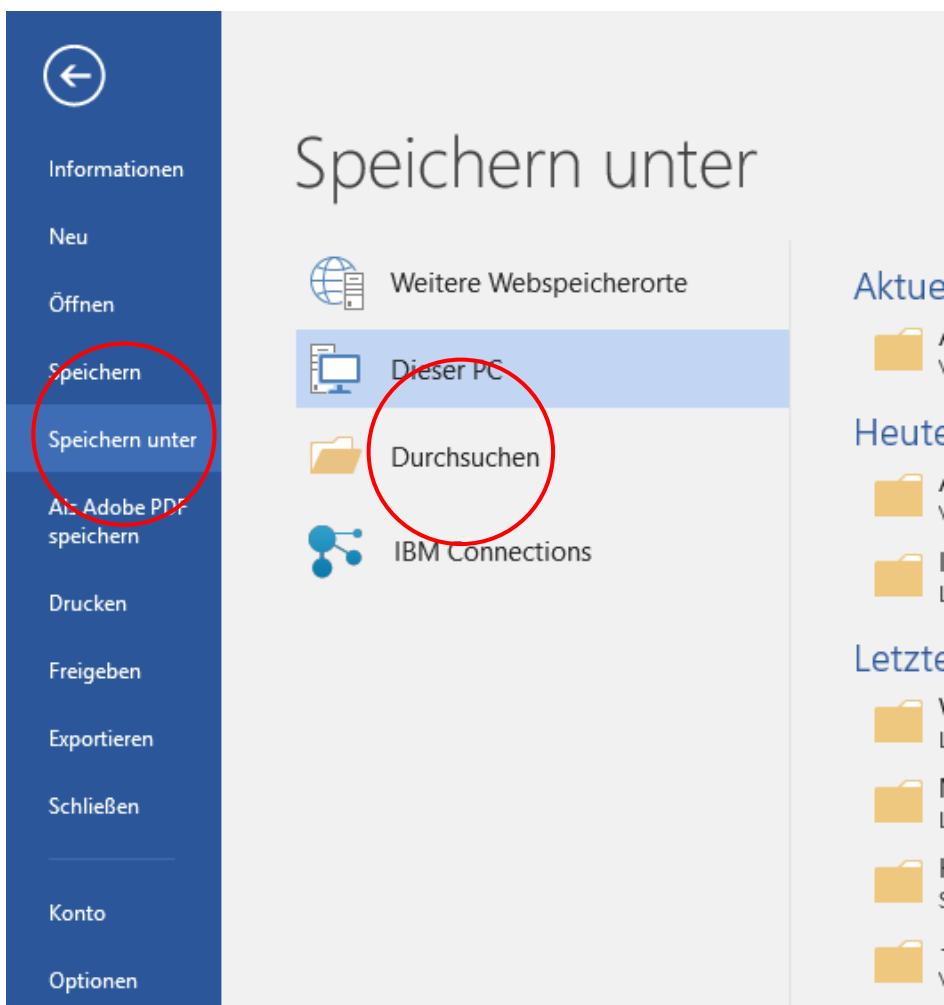 Informationen
Neu
Öffnen
Speichern
Speichern unter
Als Adobe PDF
speichern
Drucken
Freigeben
Exportieren
Schließen
Konto
Optionen
Speichern unter
Weitere Webspeicherorte
Dieser PC
Durchsuchen
IBM Connections